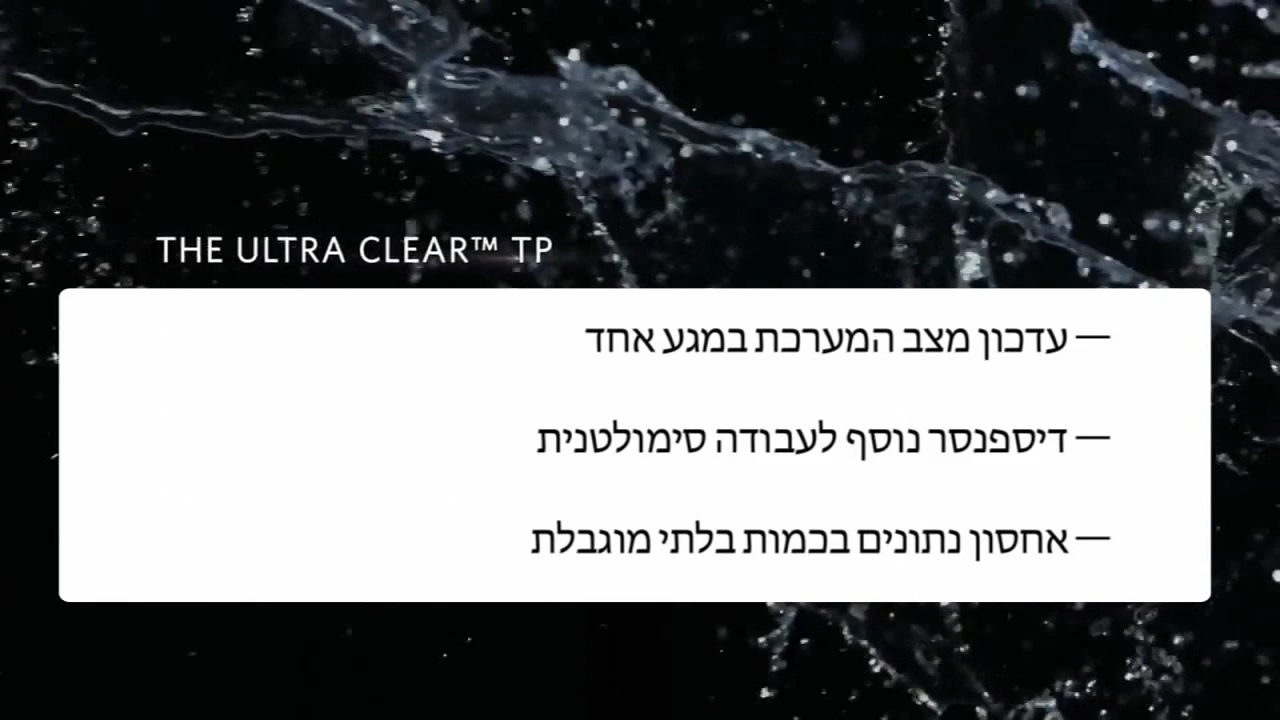 THE ULTRA CLEAR™ TP
— עדכון מצב המערכת במגע אחד
— דיספנסר נוסף לעבודה סימולטנית
— אחסון נתונים בכמות בלתי מוגבלת